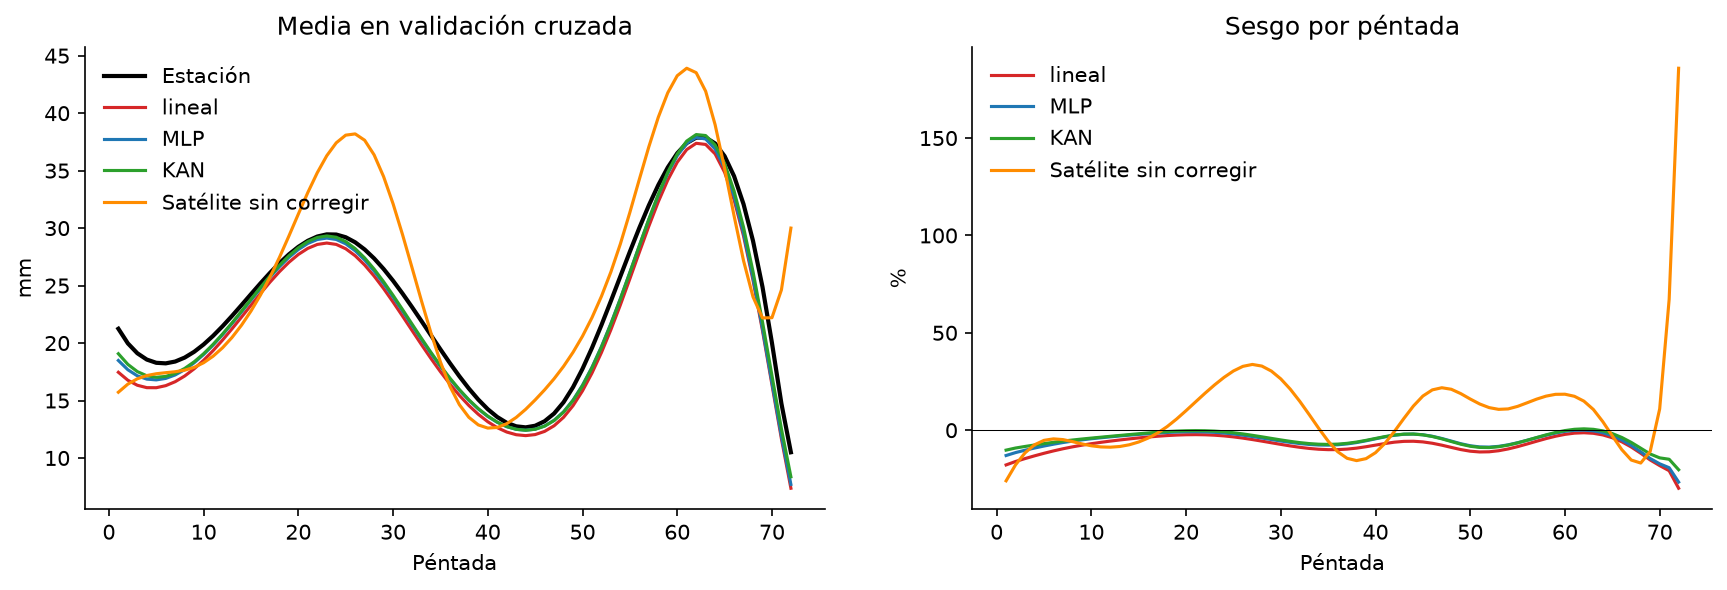 Media en validación cruzada
45
40
35
30
25
20
15
10
mm
Estación
lineal
MLP
KAN
Satélite sin corregir
0 10 20 30 40 50 60 70
Péntada
Sesgo por péntada
150
100
50
0
%
lineal
MLP
KAN
Satélite sin corregir
0 10 20 30 40 50 60 70
Péntada